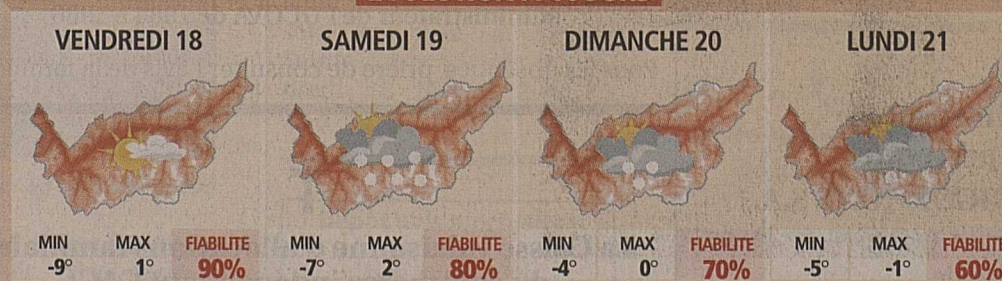 VENDREDI 18
MIN MAX FIABILITE
-9° 1° 90%
SAMEDI 19
MIN MAX FIABILITE
-7° 2° 80%
DIMANCHE 20
MIN MAX FIABILITE
-4° 0° 70%
LUNDI 21
MIN MAX FIABILITE
-5° -1° 60%